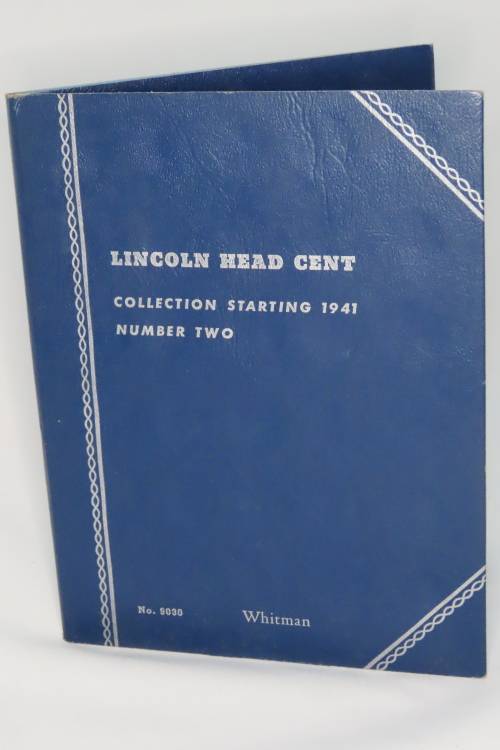 LINCOLN HEAD CENT
COLLECTION STARTING 1941
NUMBER TWO
No. 9030
Whitman